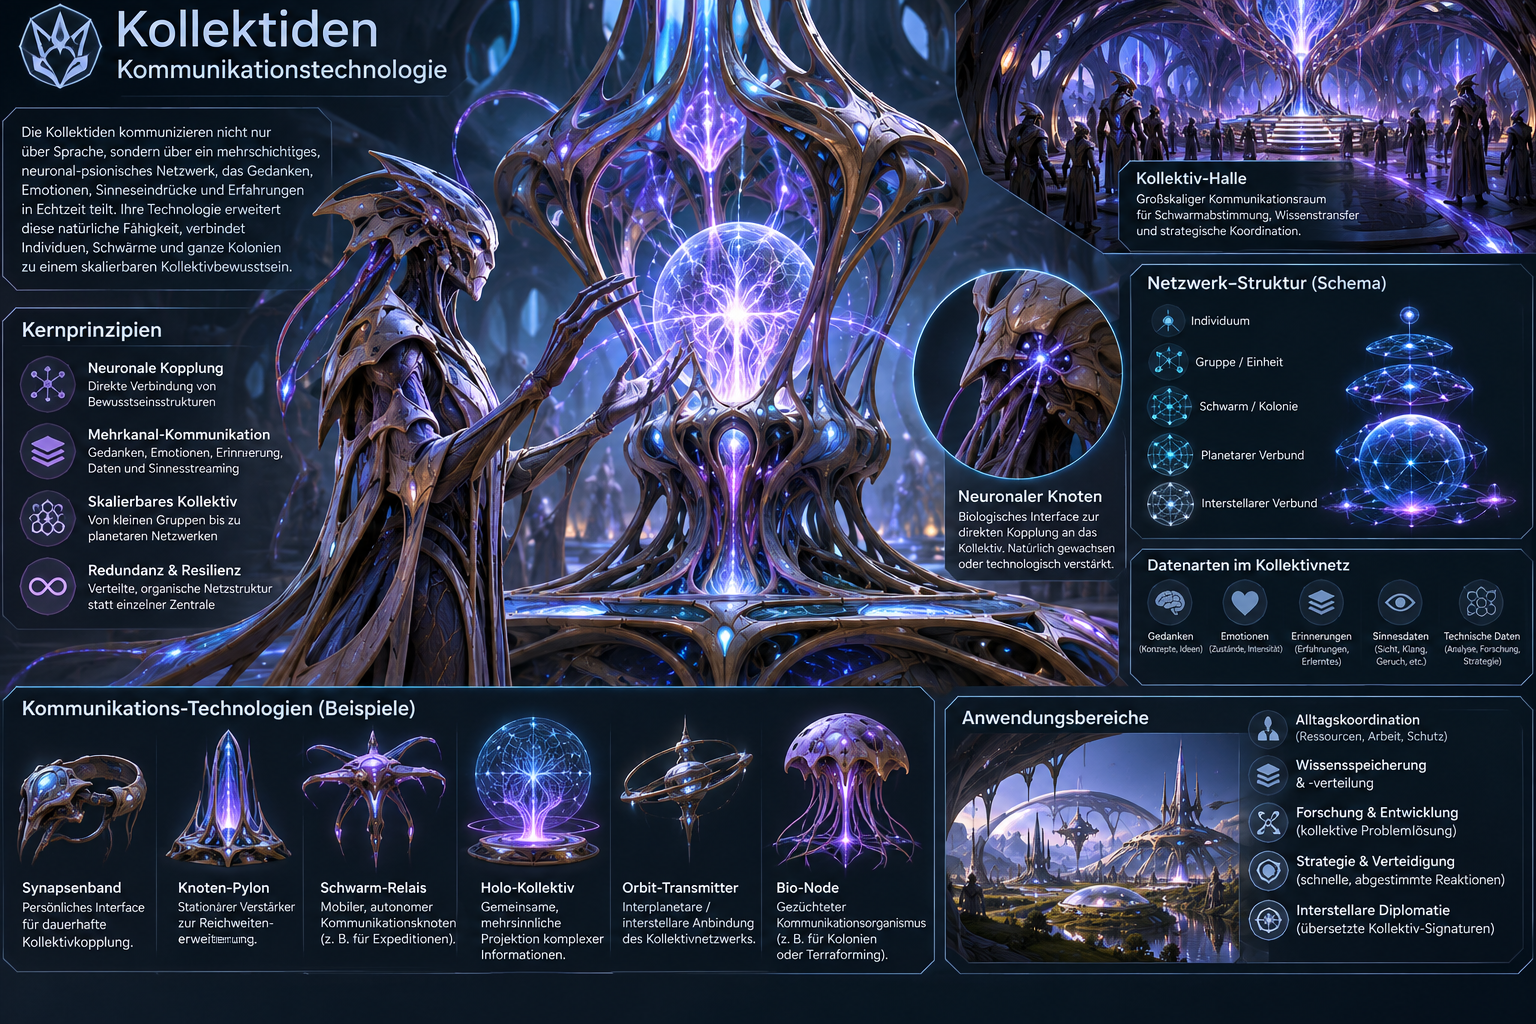 Kollektiden
Kommunikationstechnologie
Die Kollektiden kommunizieren nicht nur
über Sprache, sondern über ein mehrschichtiges,
neuronal-psionisches Netzwerk, das Gedanken,
Emotionen, Sinneseindrücke und Erfahrungen
in Echtzeit teilt. Ihre Technologie erweitert
diese natürliche Fähigkeit, verbindet
Individuen, Schwärme und ganze Kolonien
zu einem skalierbaren Kollektivbewusstsein.
Kernprinzipien
Neuronale Kopplung
Direkte Verbindung von
Bewusstseinsstrukturen
Mehrkanal-Kommunikation
Gedanken, Emotionen, Erinnerung,
Daten und Sinnesstreaming
Skalierbares Kollektiv
Von kleinen Gruppen bis zu
planetaren Netzwerken
Redundanz & Resilienz
Verteilte, organische Netzstruktur
statt einzelner Zentrale
Kollektiv-Halle
Großskaliger Kommunikationsraum
für Schwarmabstimmung, Wissenstransfer
und strategische Koordination.
Neuronaler Knoten
Biologisches Interface zur
direkten Kopplung an das
Kollektiv. Natürlich gewachsen
oder technologisch verstärkt.
Netzwerk-Struktur (Schema)
Individuum
Gruppe / Einheit
Schwarm / Kolonie
Planetarer Verbund
Interstellarer Verbund
Datenarten im Kollektivnetz
Gedanken
(Konzepte, Ideen)
Emotionen
(Zustände, Intensität)
Erinnerungen
(Erfahrungen,
Erlerntes)
Sinnesdaten
(Sicht, Klang,
Geruch, etc.)
Technische Daten
(Analyse, Forschung,
Strategie)
Kommunikations-Technologien (Beispiele)
Synapsenband
Persönliches Interface
für dauerhafte
Kollektivkopplung.
Knoten-Pylon
Stationärer Verstärker
zur Reichweiten-
Schwarm-Relais
Mobiler, autonomer
Kommunikationsknoten
(z. B. für Expeditionen).
Holo-Kollektiv
Gemeinsame,
mehrsinnliche
Projektion komplexer
Informationen.
Orbit-Transmitter
Interplanetare /
interstellare Anbindung
des Kollektivnetzwerks.
Bio-Node
Gezüchteter
Kommunikationsorganismus
(z. B. für Kolonien
oder Terraforming).
Anwendungsbereiche
Alltagskoordination
(Ressourcen, Arbeit, Schutz)
Wissensspeicherung
& -verteilung
Forschung & Entwicklung
(kollektive Problemlösung)
Strategie & Verteidigung
(schnelle, abgestimmte Reaktionen)
Interstellare Diplomatie
(übersetzte Kollektiv-Signaturen)